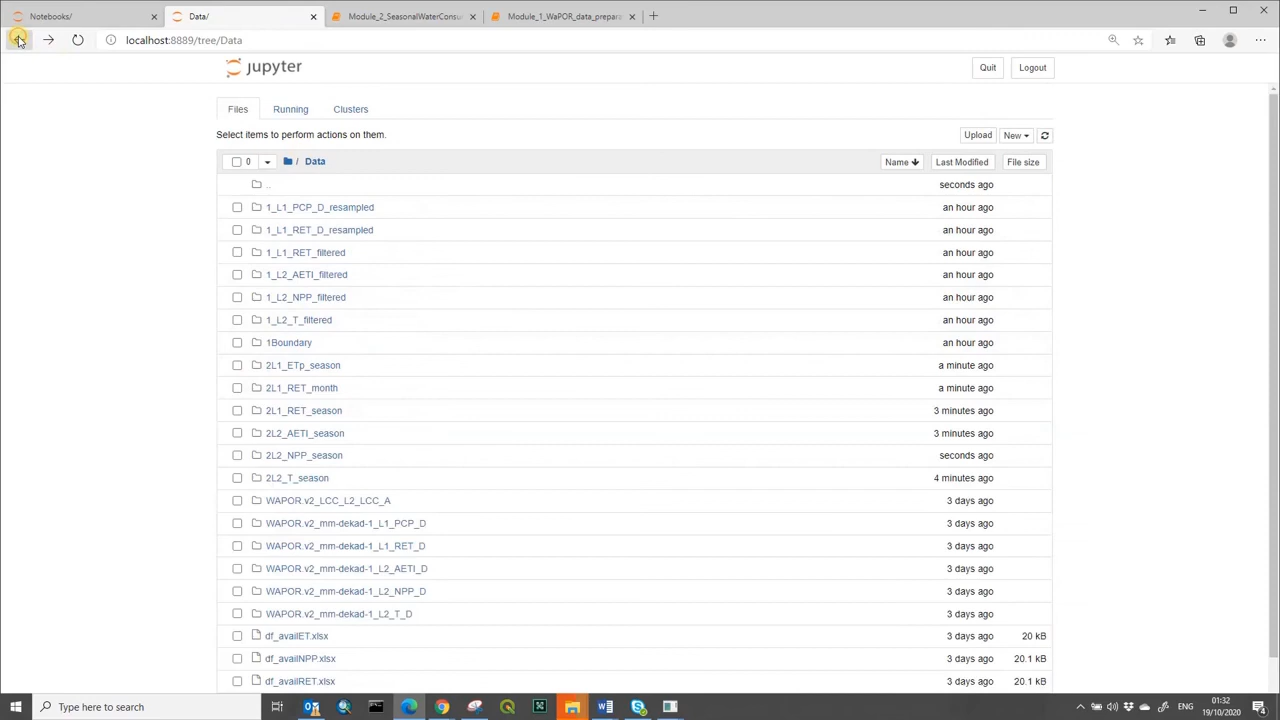 Notebooks/
Data/
Module_2_SeasonalWaterConsu
Module_1_WaPOR_data_prepara
localhost:8889/tree/Data
jupyter
Quit
Logout
Files
Running
Clusters
Select items to perform actions on them.
Upload
New
0
/ Data
Name
Last Modified
File size
..
seconds ago
1_L1_PCP_D_resampled
an hour ago
1_L1_RET_D_resampled
an hour ago
1_L1_RET_filtered
an hour ago
1_L2_AETI_filtered
an hour ago
1_L2_NPP_filtered
an hour ago
1_L2_T_filtered
an hour ago
1Boundary
an hour ago
2L1_ETp_season
a minute ago
2L1_RET_month
a minute ago
2L1_RET_season
3 minutes ago
2L2_AETI_season
3 minutes ago
2L2_NPP_season
seconds ago
2L2_T_season
4 minutes ago
WAPOR.v2_LCC_L2_LCC_A
3 days ago
WAPOR.v2_mm-dekad-1_L1_PCP_D
3 days ago
WAPOR.v2_mm-dekad-1_L1_RET_D
3 days ago
WAPOR.v2_mm-dekad-1_L2_AETI_D
3 days ago
WAPOR.v2_mm-dekad-1_L2_NPP_D
3 days ago
WAPOR.v2_mm-dekad-1_L2_T_D
3 days ago
df_availET.xlsx
3 days ago
20 kB
df_availNPP.xlsx
3 days ago
20.1 kB
df_availRET.xlsx
3 days ago
20.1 kB
Type here to search
ENG
01:32
19/10/2020
4